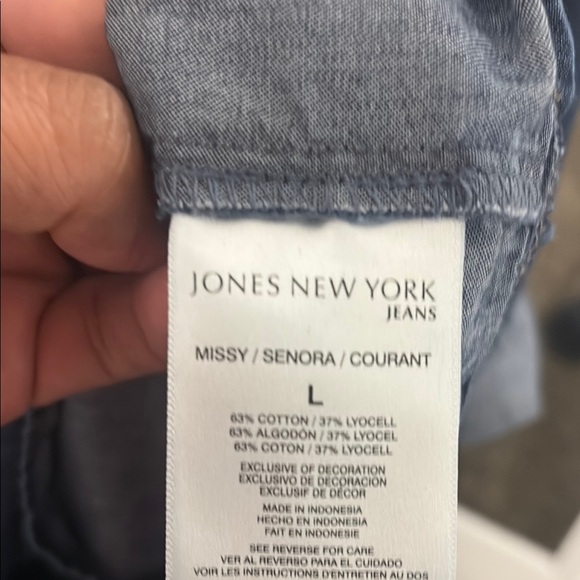 JONES NEW YORK
JEANS
MISSY / SENORA / COURANT
L
63% COTTON / 37% LYOCELL
63% ALGODÓN / 37% LYOCEL
63% COTON / 37% LYOCELL
EXCLUSIVE OF DECORATION
EXCLUSIVO DE DECORACION
EXCLUSIF DE DÉCOR
MADE IN INDONESIA
HECHO EN INDONESIA
FAIT EN INDONESIE
SEE REVERSE FOR CARE
VER AL REVERSO PARA EL CUIDADO
VOIR LES INSTRUCTIONS D'ENTRETIEN AU DOS